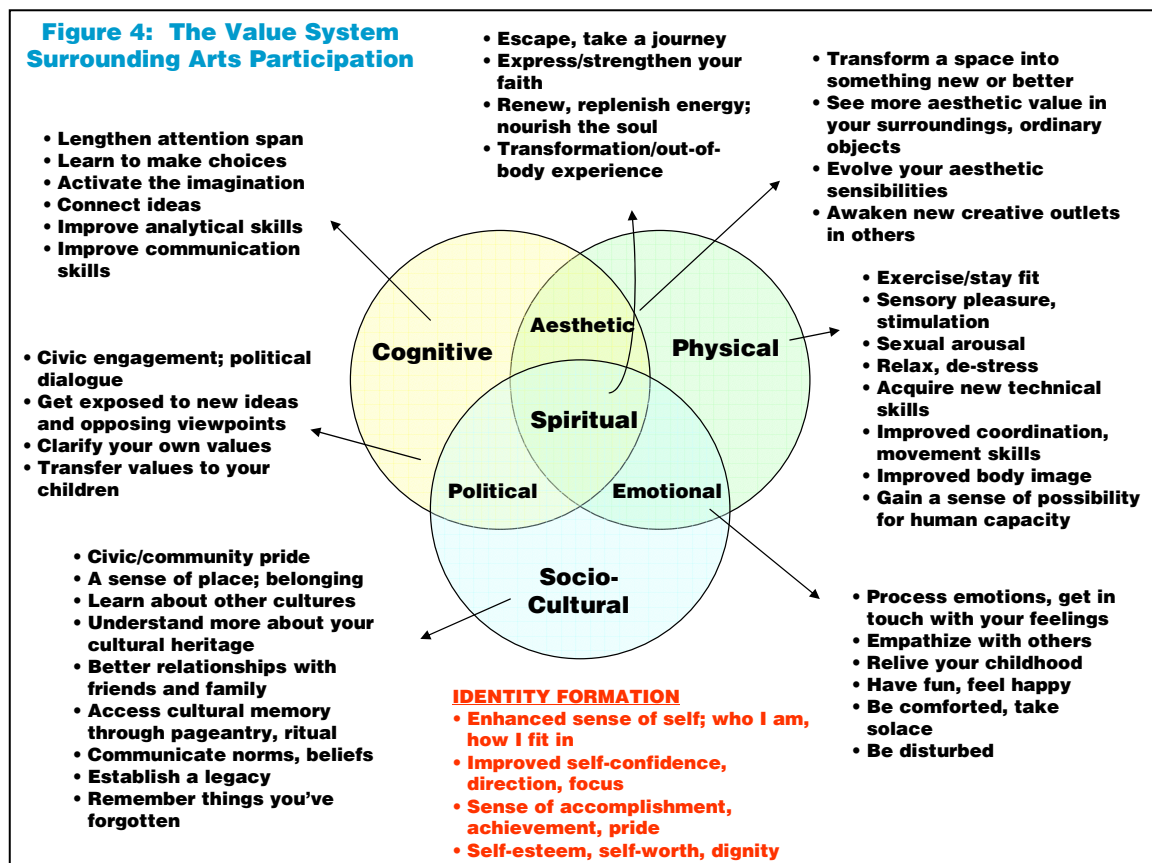 Figure 4: The Value System
Surrounding Arts Participation
• Escape, take a journey
• Express/strengthen your
faith
• Renew, replenish energy;
nourish the soul
• Transformation/out-of-
body experience
• Transform a space into
something new or better
• See more aesthetic value in
your surroundings, ordinary
objects
• Evolve your aesthetic
sensibilities
• Awaken new creative outlets
in others
• Lengthen attention span
• Learn to make choices
• Activate the imagination
• Connect ideas
• Improve analytical skills
• Improve communication
skills
• Exercise/stay fit
• Sensory pleasure,
stimulation
• Sexual arousal
• Relax, de-stress
• Acquire new technical
skills
• Improved coordination,
movement skills
• Improved body image
• Gain a sense of possibility
for human capacity
Aesthetic
Cognitive
Physical
Spiritual
Political
Emotional
Socio-
Cultural
• Civic engagement; political
dialogue
• Get exposed to new ideas
and opposing viewpoints
• Clarify your own values
• Transfer values to your
children
• Civic/community pride
• A sense of place; belonging
• Learn about other cultures
• Understand more about your
cultural heritage
• Better relationships with
friends and family
• Access cultural memory
through pageantry, ritual
• Communicate norms, beliefs
• Establish a legacy
• Remember things you've
forgotten
• Process emotions, get in
touch with your feelings
• Empathize with others
• Relive your childhood
• Have fun, feel happy
• Be comforted, take
solace
• Be disturbed
IDENTITY FORMATION
• Enhanced sense of self; who I am,
how I fit in
• Improved self-confidence,
direction, focus
• Sense of accomplishment,
achievement, pride
• Self-esteem, self-worth, dignity